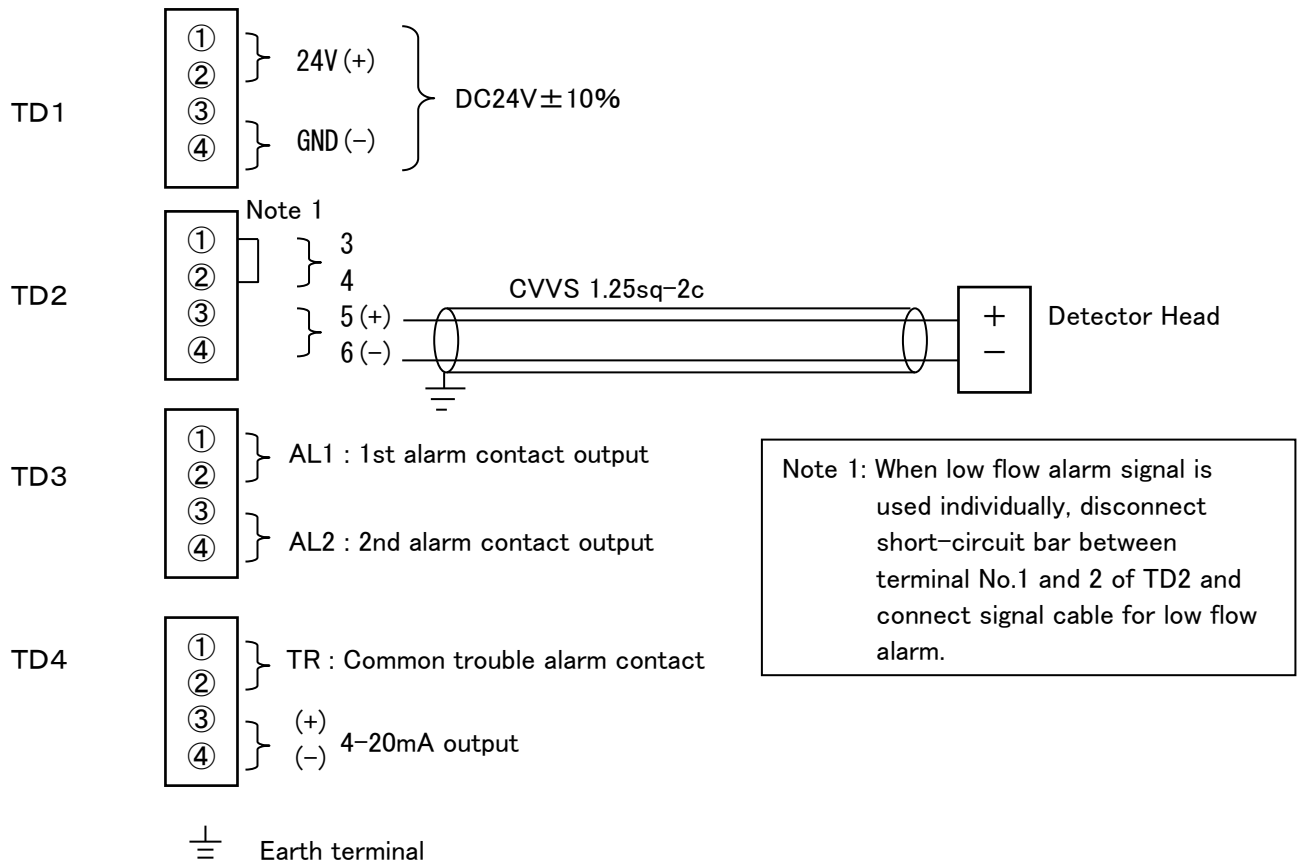 TD1
①
②
③
④
24V(+)
GND(-)
DC24V±10%
TD2
①
②
③
④
Note 1
3
4
5(+)
6(-)
CVVS 1.25sq-2c
+
-
Detector Head
TD3
①
②
③
④
AL1 : 1st alarm contact output
AL2 : 2nd alarm contact output
Note 1: When low flow alarm signal is
used individually, disconnect
short-circuit bar between
terminal No.1 and 2 of TD2 and
connect signal cable for low flow
alarm.
TD4
①
②
③
④
TR : Common trouble alarm contact
(+)
(-)
4-20mA output
Earth terminal